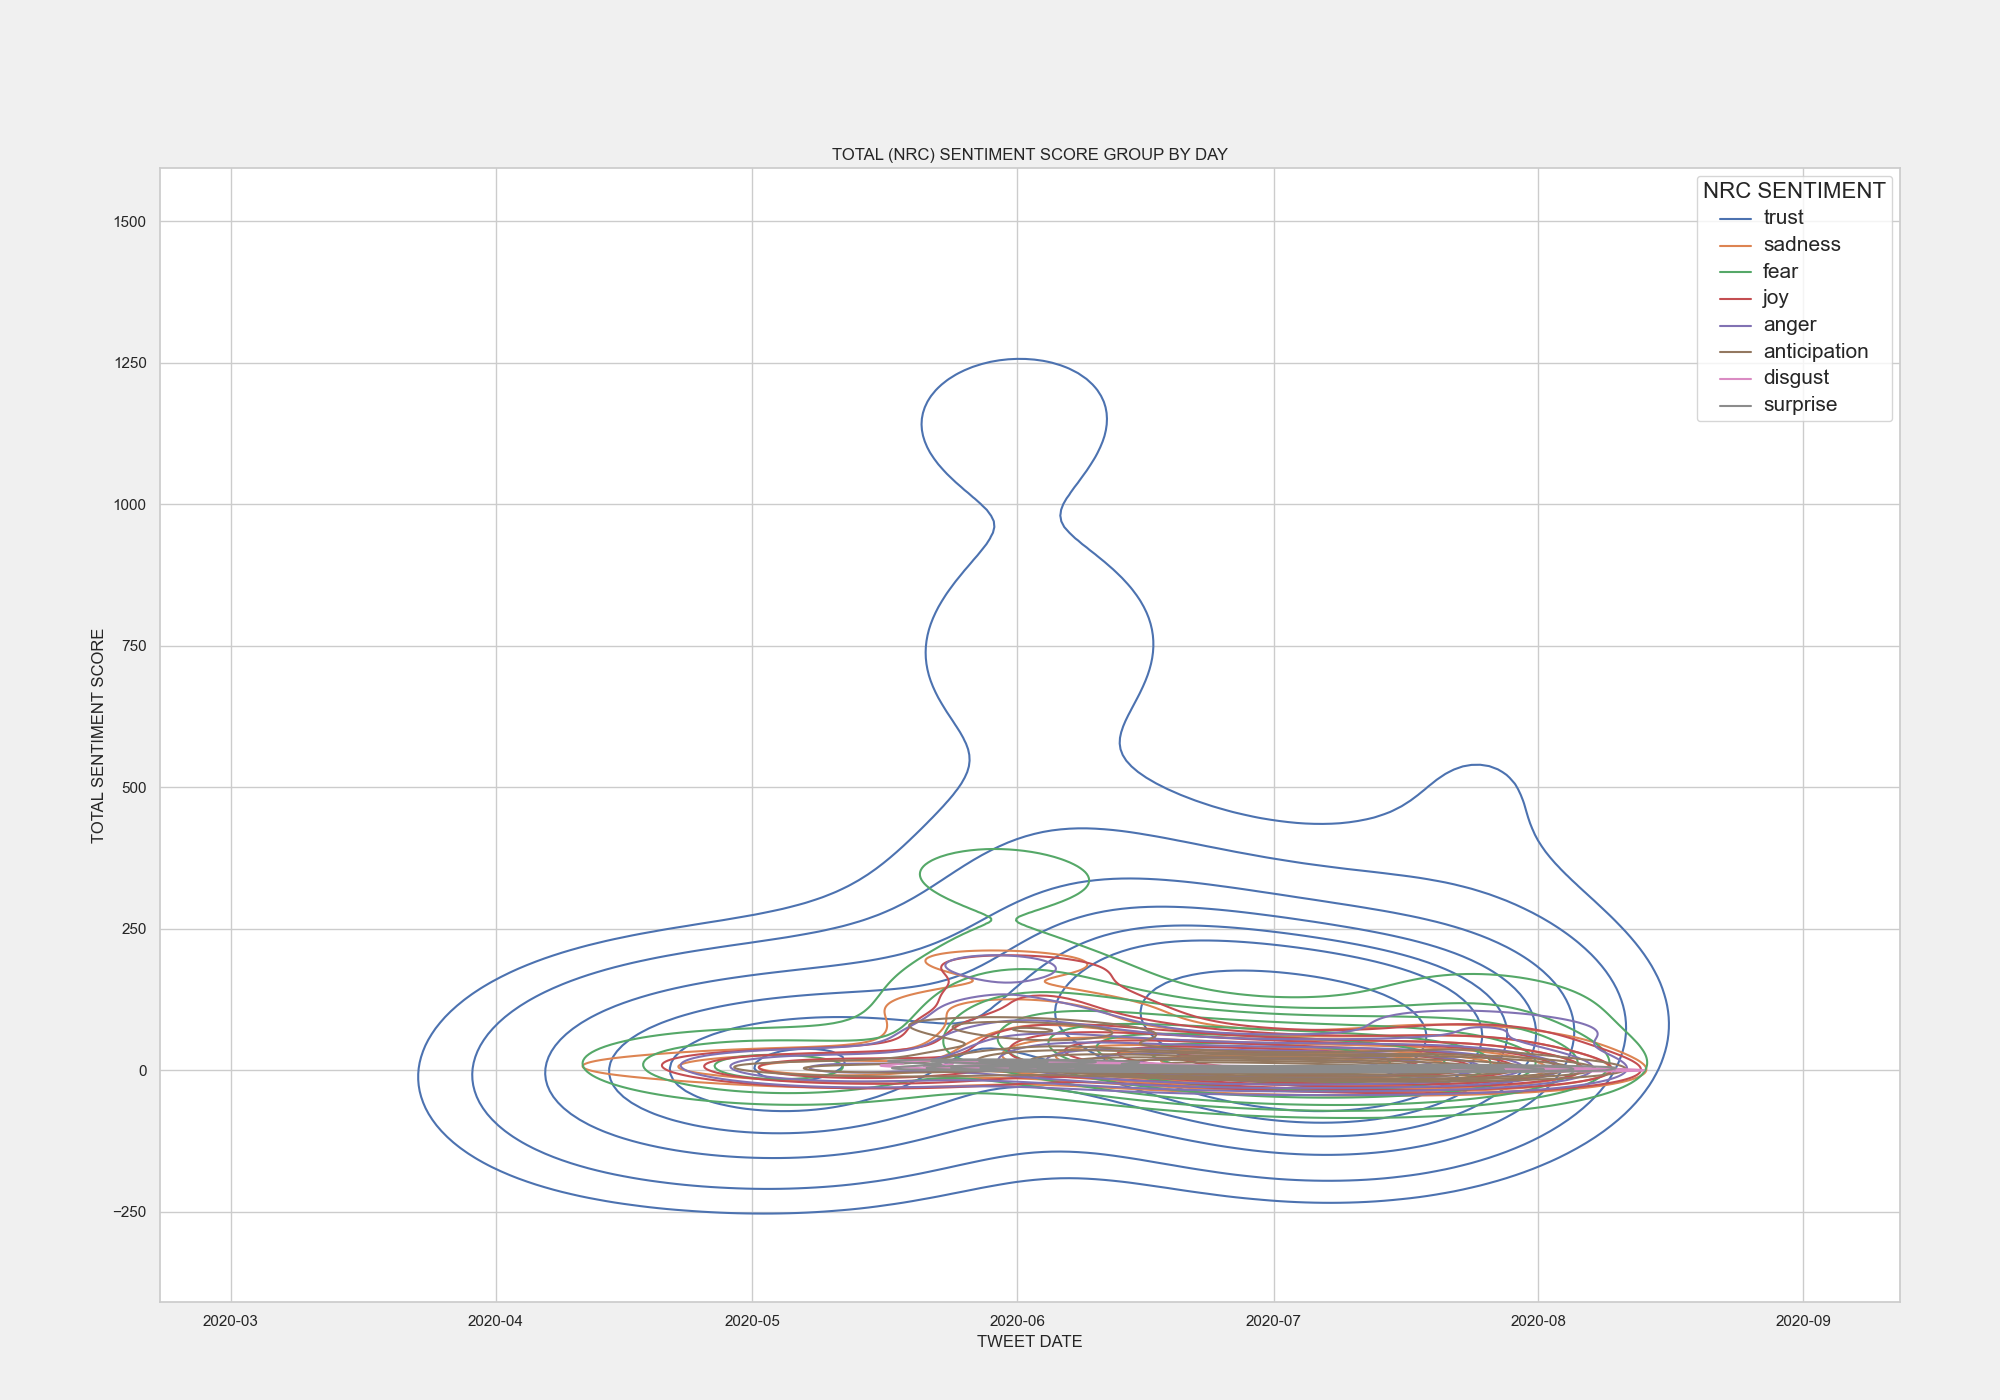 TOTAL (NRC) SENTIMENT SCORE GROUP BY DAY
NRC SENTIMENT
trust
sadness
fear
joy
anger
anticipation
disgust
surprise
TOTAL SENTIMENT SCORE
1500
1250
1000
750
500
250
0
−250
2020-03 2020-04 2020-05 2020-06 2020-07 2020-08 2020-09
TWEET DATE